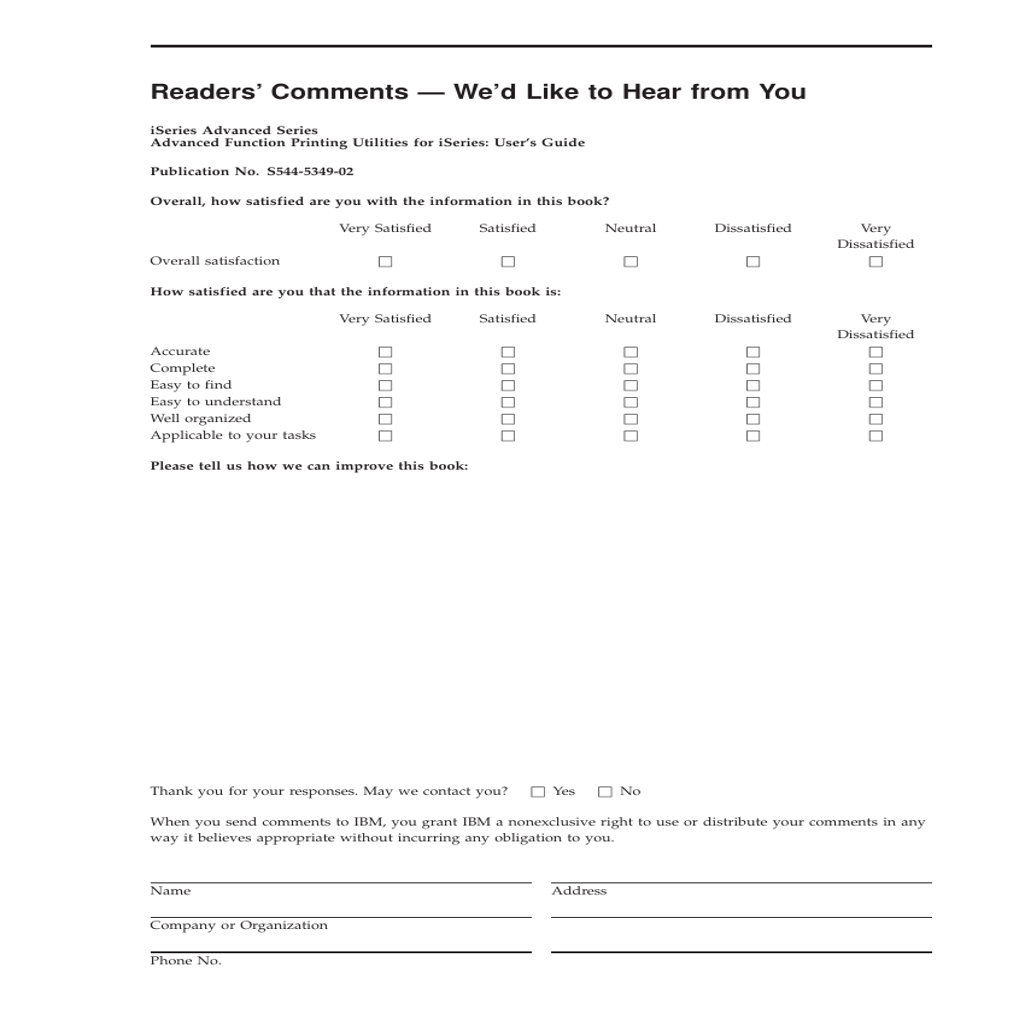 Readers' Comments — We'd Like to Hear from You
iSeries Advanced Series
Advanced Function Printing Utilities for iSeries: User's Guide
Publication No. S544-5349-02
Overall, how satisfied are you with the information in this book?
Very Satisfied Satisfied Neutral Dissatisfied Very
Dissatisfied
Overall satisfaction ☐ ☐ ☐ ☐ ☐
How satisfied are you that the information in this book is:
Very Satisfied Satisfied Neutral Dissatisfied Very
Dissatisfied
Accurate ☐ ☐ ☐ ☐ ☐
Complete ☐ ☐ ☐ ☐ ☐
Easy to find ☐ ☐ ☐ ☐ ☐
Easy to understand ☐ ☐ ☐ ☐ ☐
Well organized ☐ ☐ ☐ ☐ ☐
Applicable to your tasks ☐ ☐ ☐ ☐ ☐
Please tell us how we can improve this book:
Thank you for your responses. May we contact you? ☐ Yes ☐ No
When you send comments to IBM, you grant IBM a nonexclusive right to use or distribute your comments in any
way it believes appropriate without incurring any obligation to you.
Name Address
Company or Organization
Phone No.